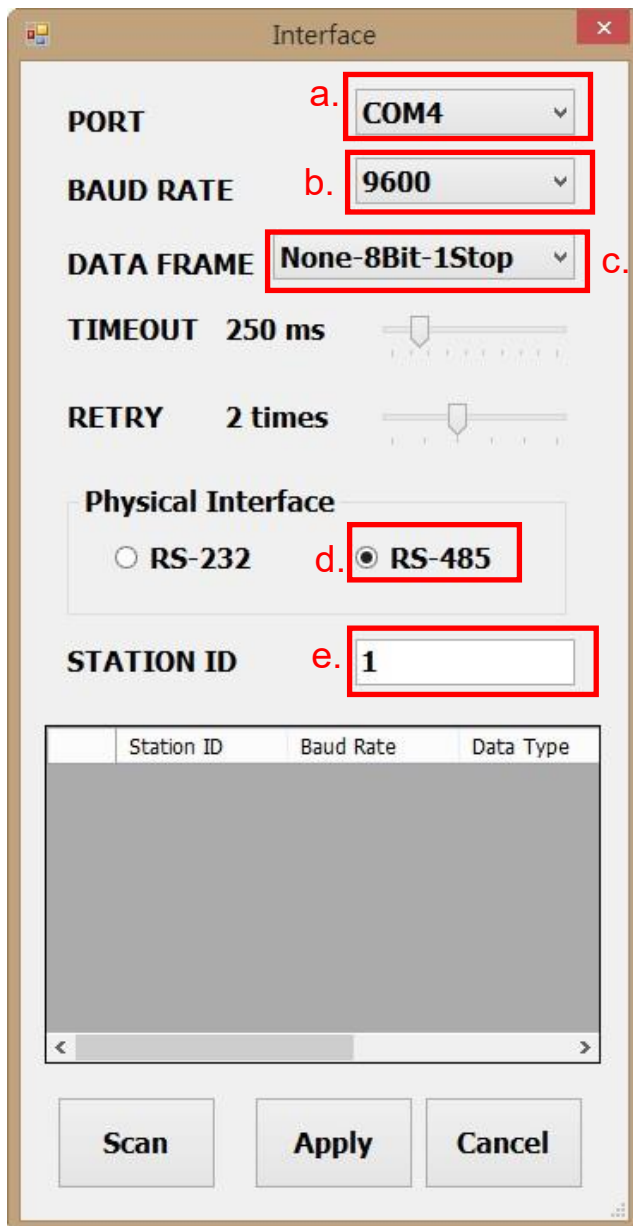 Interface
PORT a. COM4
BAUD RATE b. 9600
DATA FRAME None-8Bit-1Stop c.
TIMEOUT 250 ms
RETRY 2 times
Physical Interface
RS-232 d. RS-485
STATION ID e. 1
Station ID Baud Rate Data Type
Scan Apply Cancel